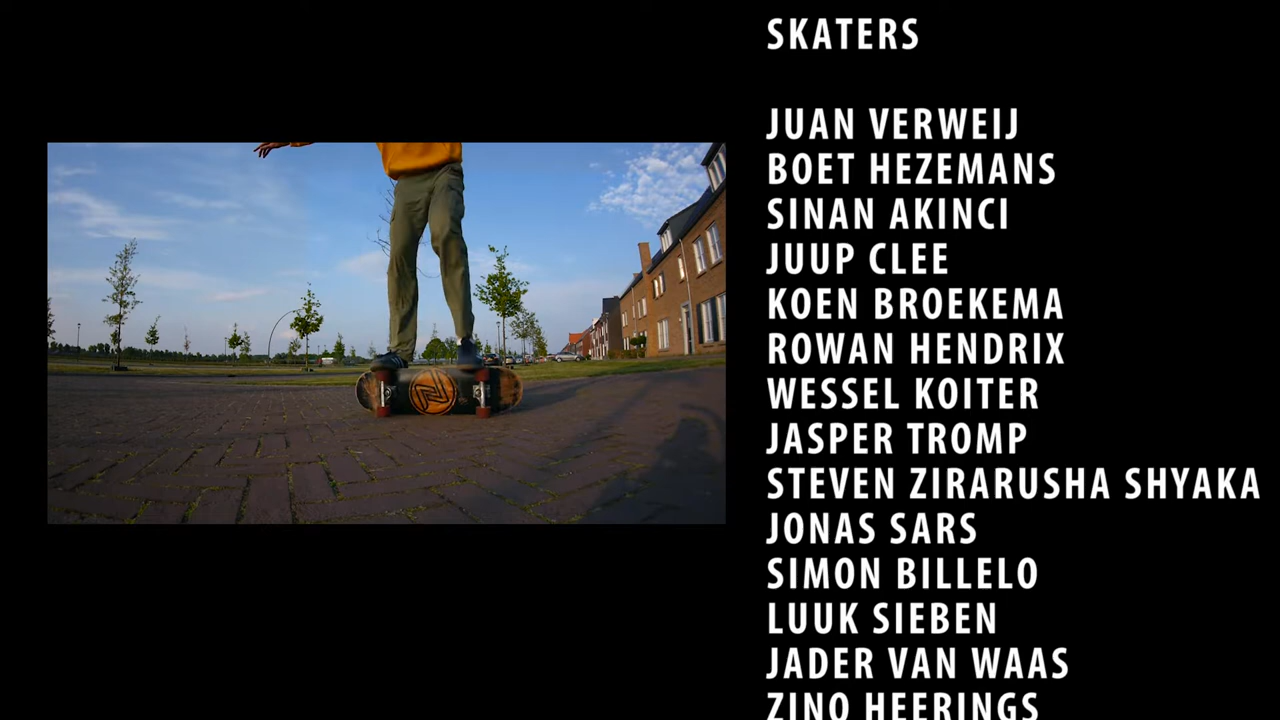 SKATERS
JUAN VERWEIJ
BOET HEZEMANS
SINAN AKINCI
JUUP CLEE
KOEN BROEKEMA
ROWAN HENDRIX
WESSEL KOITER
JASPER TROMP
STEVEN ZIRARUSHA SHYAKA
JONAS SARS
SIMON BILLELO
LUUK SIEBEN
JADER VAN WAAS
ZINO HEERINGS